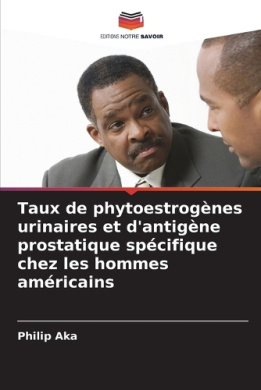 EDITIONS NOTRE SAVOIR
Taux de phytoestrogènes
urinaires et d'antigène
prostatique spécifique
chez les hommes
américains
Philip Aka